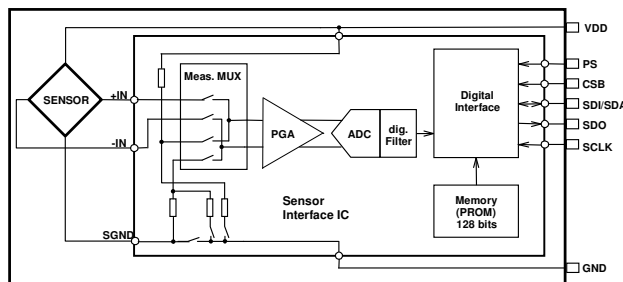 VDD
PS
CSB
SDI/SDA
SDO
SCLK
GND
SENSOR
+IN
-IN
SGND
Meas. MUX
PGA
ADC
dig.
Filter
Digital
Interface
Memory
(PROM)
128 bits
Sensor
Interface IC